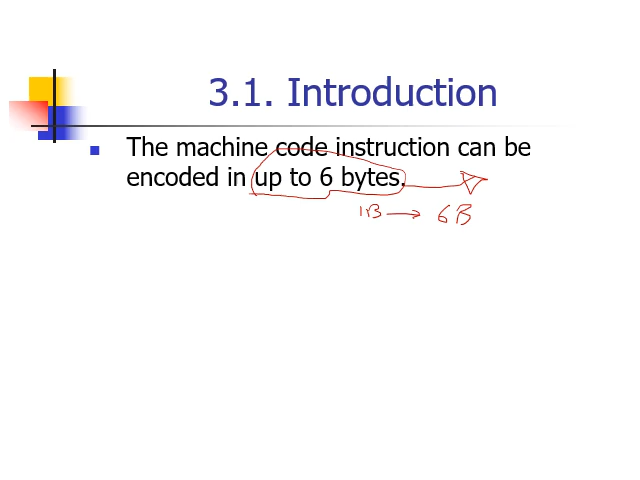 3.1. Introduction
The machine code instruction can be
encoded in up to 6 bytes.
1B → 6B